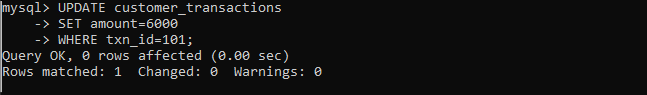 mysql> UPDATE customer_transactions
    -> SET amount=6000
    -> WHERE txn_id=101;
Query OK, 0 rows affected (0.00 sec)
Rows matched: 1  Changed: 0  Warnings: 0